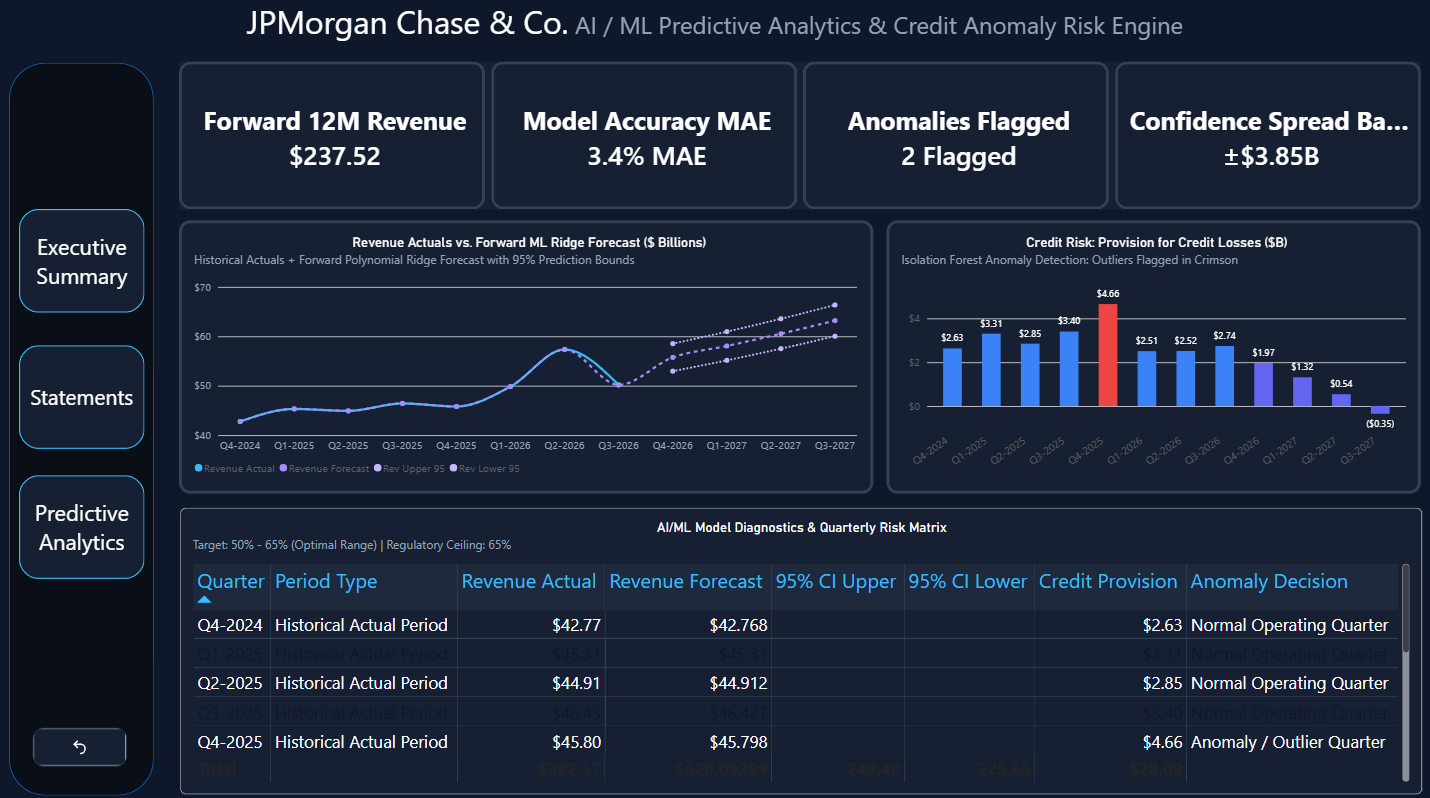 JPMorgan Chase & Co. AI / ML Predictive Analytics & Credit Anomaly Risk Engine
Executive
Summary
Statements
Predictive
Analytics
Forward 12M Revenue
$237.52
Model Accuracy MAE
3.4% MAE
Anomalies Flagged
2 Flagged
Confidence Spread Ba...
±$3.85B
Revenue Actuals vs. Forward ML Ridge Forecast ($ Billions)
Historical Actuals + Forward Polynomial Ridge Forecast with 95% Prediction Bounds
$70
$60
$50
$40
Q4-2024 Q1-2025 Q2-2025 Q3-2025 Q4-2025 Q1-2026 Q2-2026 Q3-2026 Q4-2026 Q1-2027 Q2-2027 Q3-2027
Revenue Actual Revenue Forecast Rev Upper 95 Rev Lower 95
Credit Risk: Provision for Credit Losses ($B)
Isolation Forest Anomaly Detection: Outliers Flagged in Crimson
$4
$2
$0
$2.63 $3.31 $2.85 $3.40 $4.66 $2.51 $2.52 $2.74 $1.97 $1.32 $0.54 ($0.35)
Q4-2024 Q1-2025 Q2-2025 Q3-2025 Q4-2025 Q1-2026 Q2-2026 Q3-2026 Q4-2026 Q1-2027 Q2-2027 Q3-2027
AI/ML Model Diagnostics & Quarterly Risk Matrix
Target: 50% - 65% (Optimal Range) | Regulatory Ceiling: 65%
Quarter Period Type Revenue Actual Revenue Forecast 95% CI Upper 95% CI Lower Credit Provision Anomaly Decision
Q4-2024 Historical Actual Period $42.77 $42.768 $2.63 Normal Operating Quarter
Q1-2025 Historical Actual Period $45.31 $45.31 $3.31 Normal Operating Quarter
Q2-2025 Historical Actual Period $44.91 $44.912 $2.85 Normal Operating Quarter
Q3-2025 Historical Actual Period $46.43 $46.427 $3.40 Normal Operating Quarter
Q4-2025 Historical Actual Period $45.80 $45.798 $4.66 Anomaly / Outlier Quarter
Total $382.57 $620.09299 249.40 225.65 $28.09